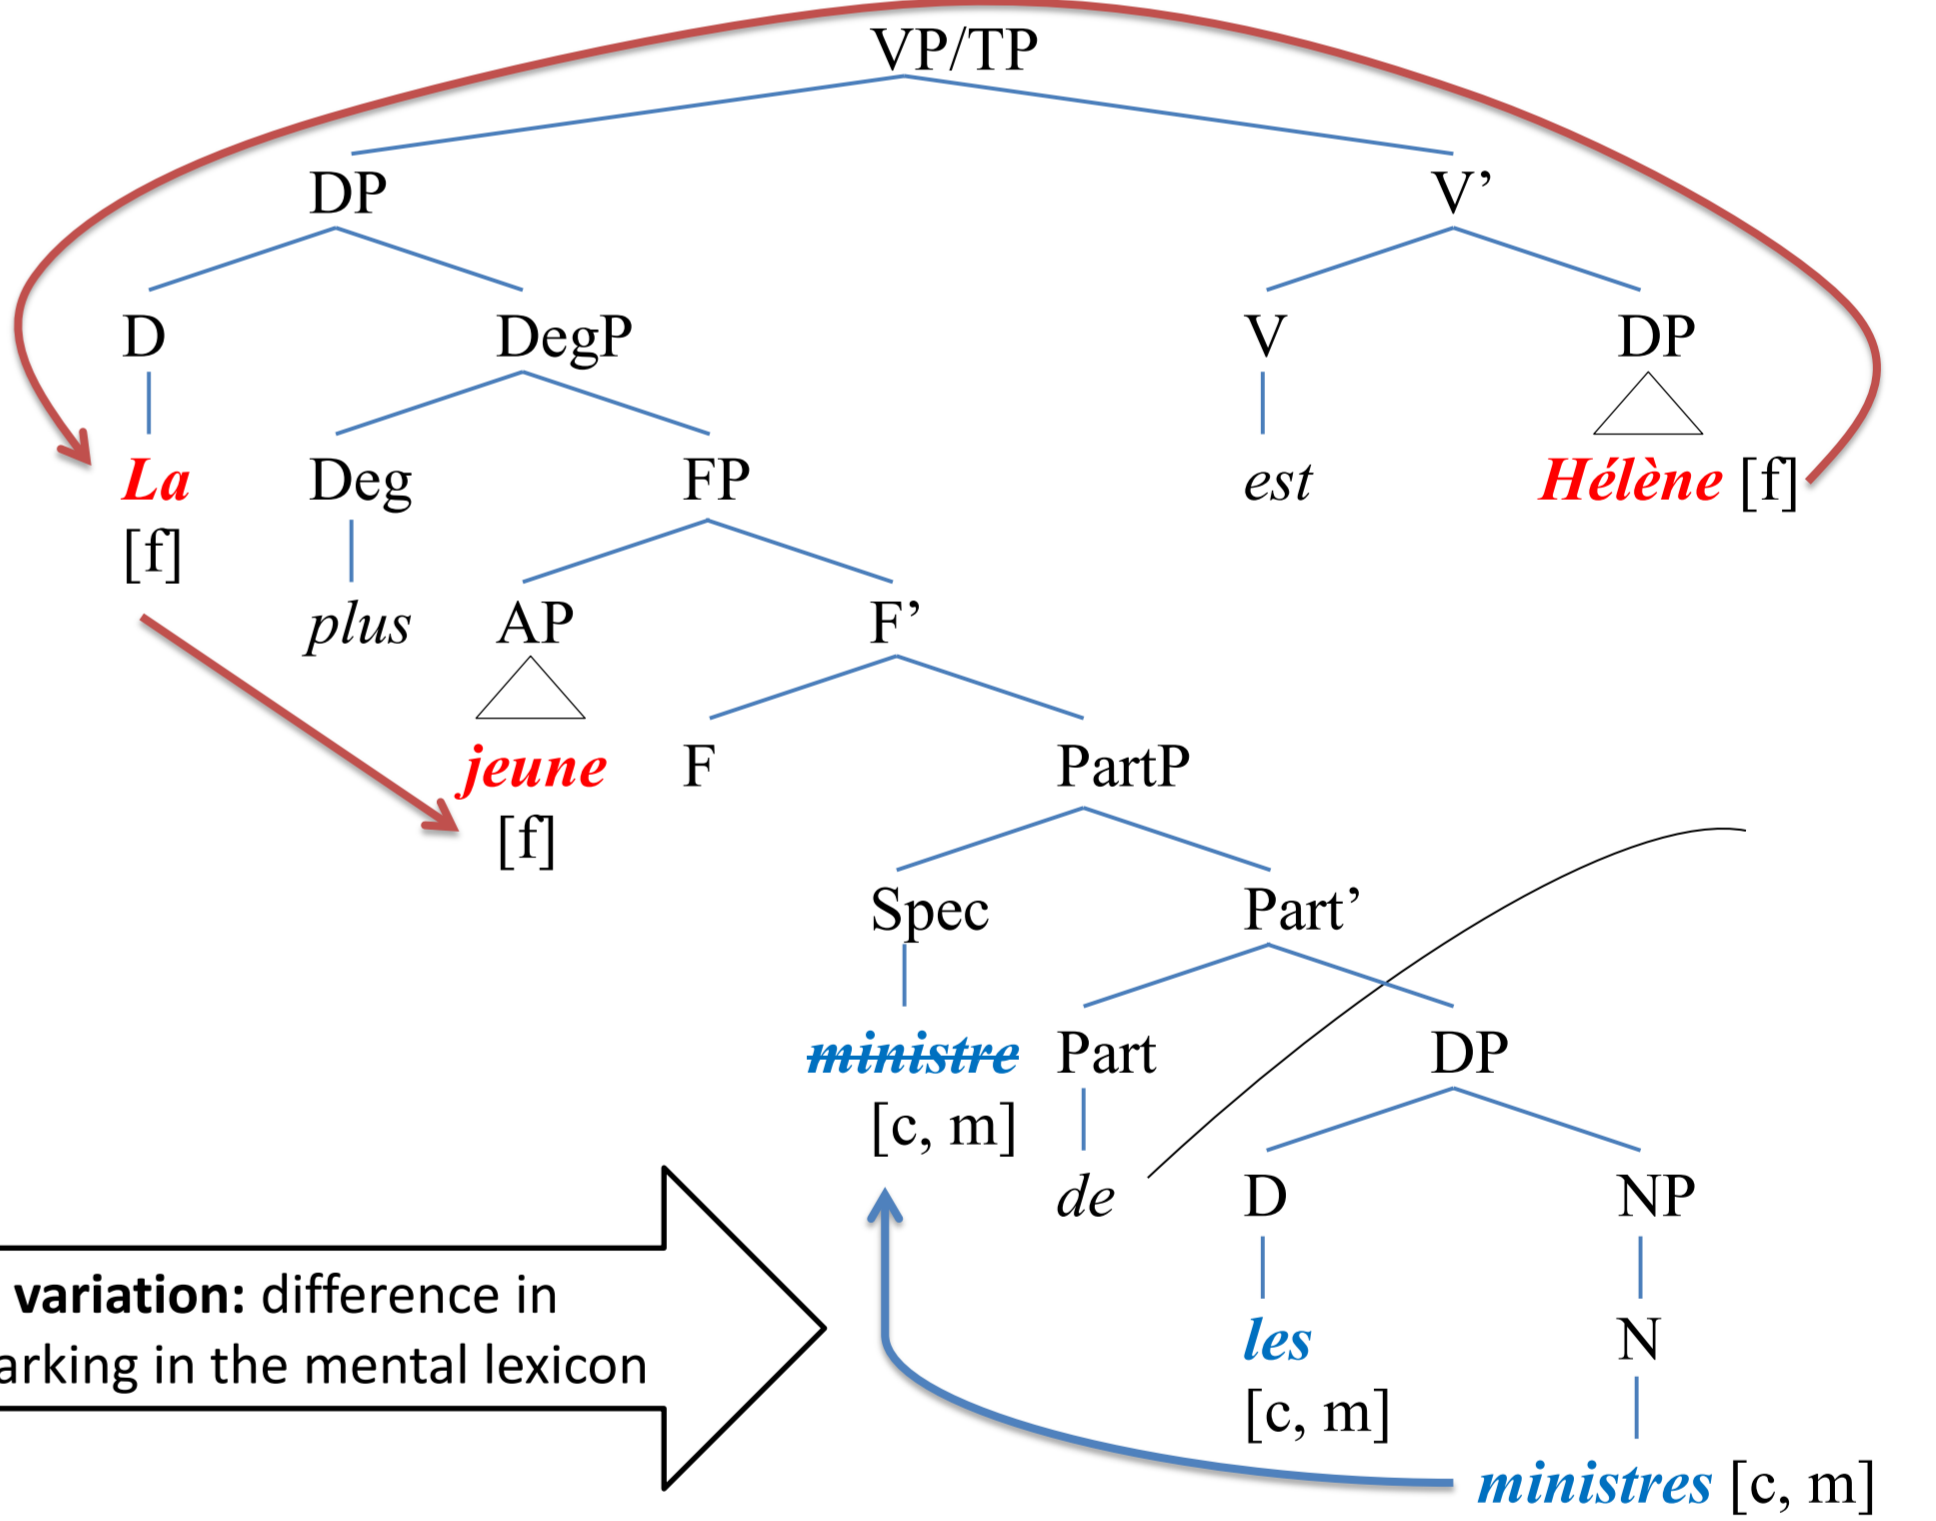 VP/TP
DP V’
D DegP V DP
La Deg FP est Hélène [f]
[f]
plus AP F’
jeune F PartP
[f]
Spec Part’
ministre Part DP
[c, m]
de D NP
variation: difference in les N
arking in the mental lexicon
[c, m]
ministres [c, m]